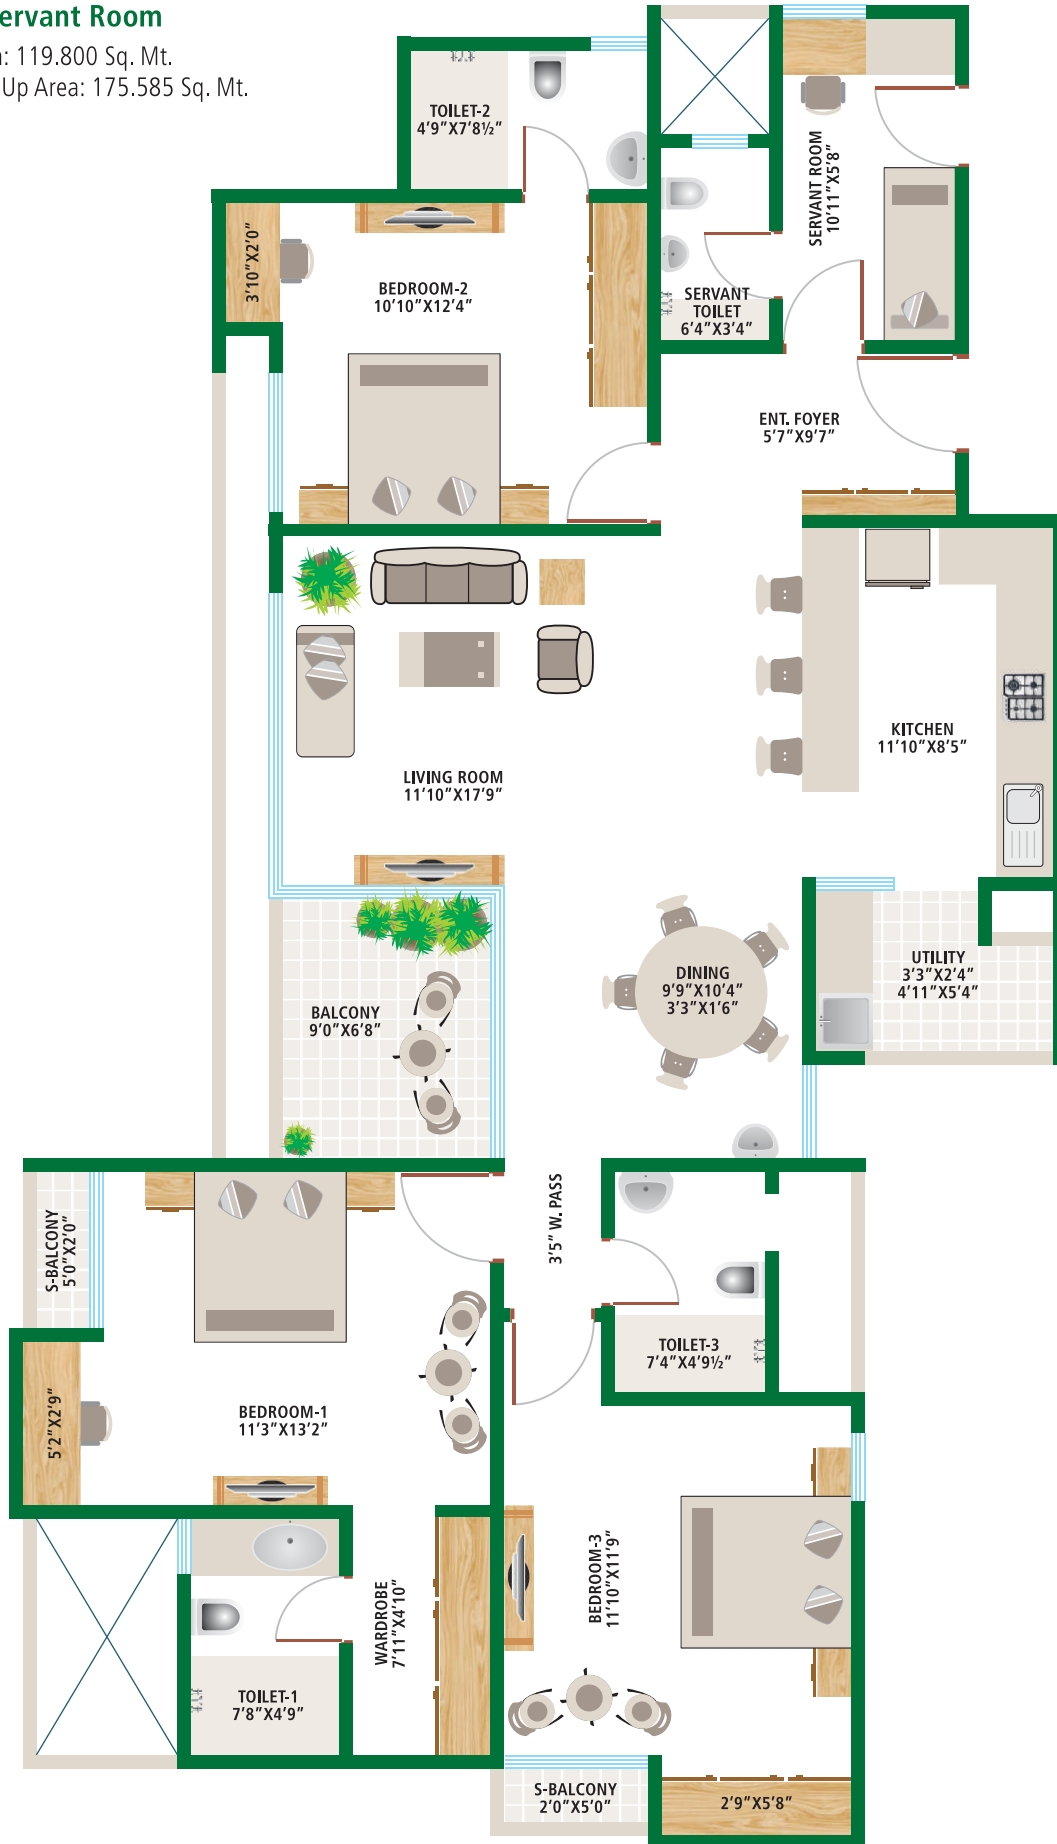 Servant Room
: 119.800 Sq. Mt.
Up Area: 175.585 Sq. Mt.
TOILET-2
4'9"X7'8½"
SERVANT ROOM
10'11"X5'8"
3'10"X2'0"
BEDROOM-2
10'10"X12'4"
SERVANT
TOILET
6'4"X3'4"
ENT. FOYER
5'7"X9'7"
KITCHEN
11'10"X8'5"
LIVING ROOM
11'10"X17'9"
UTILITY
3'3"X2'4"
4'11"X5'4"
DINING
9'9"X10'4"
3'3"X1'6"
BALCONY
9'0"X6'8"
3'5" W. PASS
S-BALCONY
5'0"X2'0"
TOILET-3
7'4"X4'9½"
BEDROOM-1
11'3"X13'2"
5'2"X2'9"
BEDROOM-3
11'10"X11'9"
WARDROBE
7'11"X4'10"
TOILET-1
7'8"X4'9"
S-BALCONY
2'0"X5'0"
2'9"X5'8"